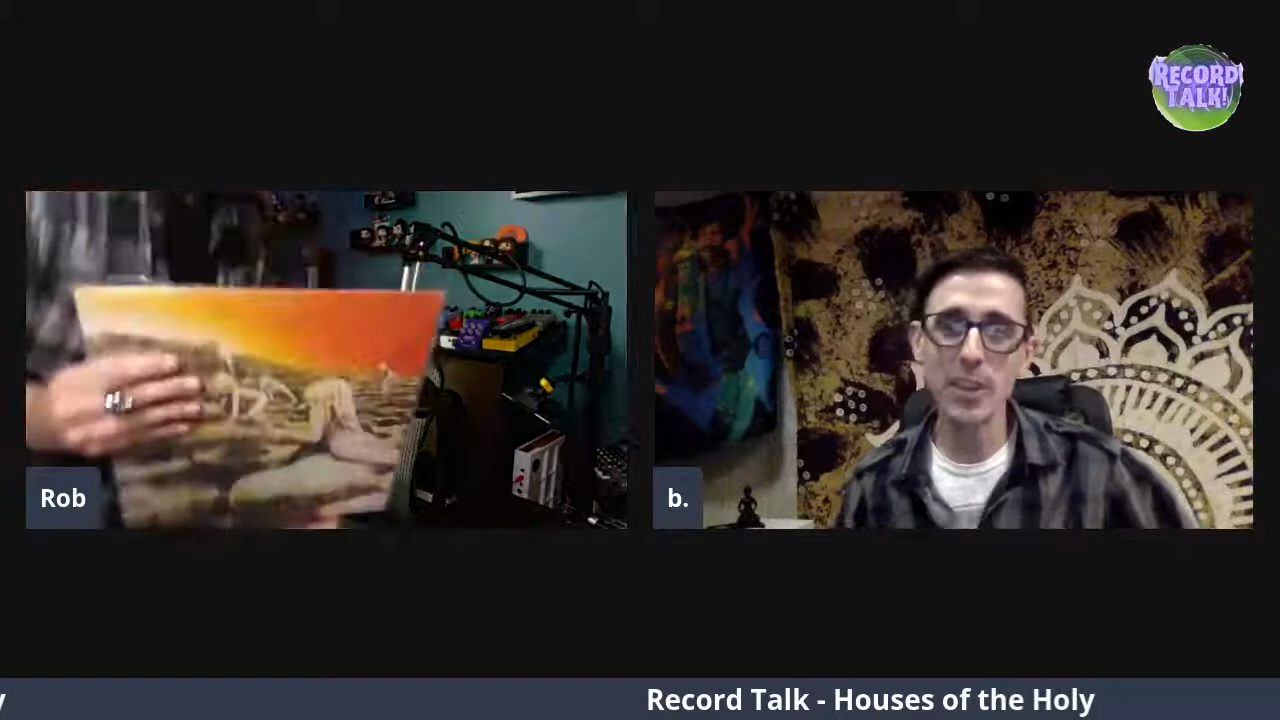 RECORD
TALK!
Rob
b.
y
Record Talk - Houses of the Holy